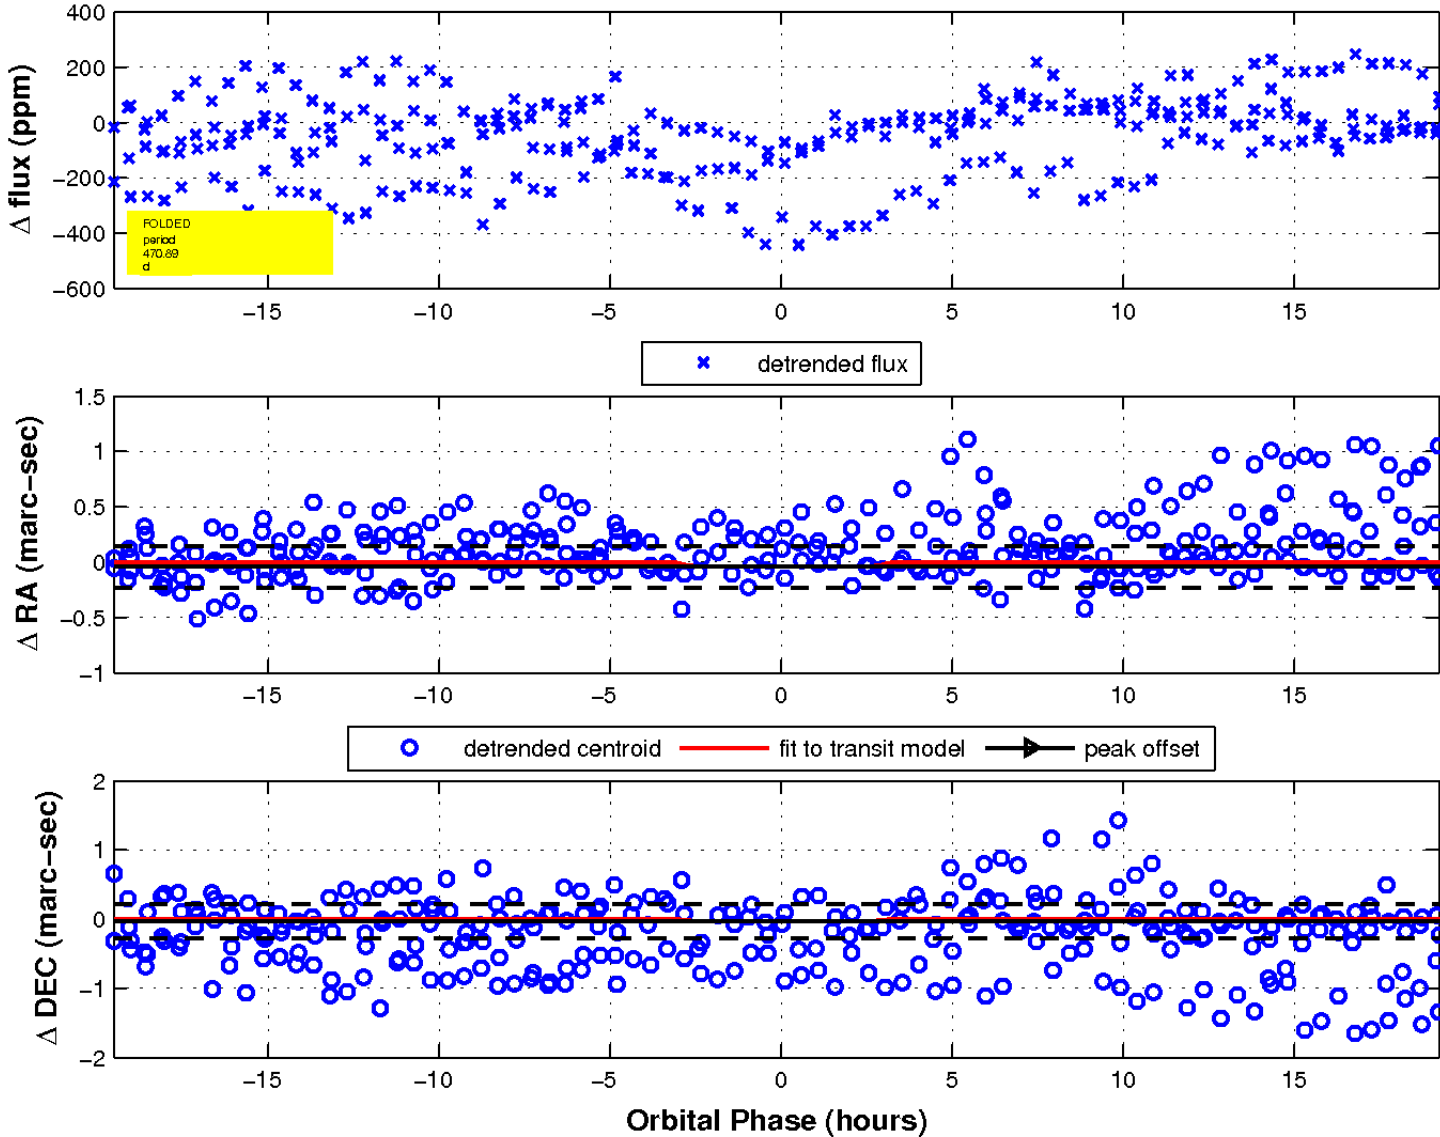 400
200
0
−200
−400
−600
Δ flux (ppm)
FOLDED
period
470.89
d
−15 −10 −5 0 5 10 15
detrended flux
1.5
1
0.5
0
−0.5
−1
Δ RA (marc−sec)
−15 −10 −5 0 5 10 15
detrended centroid fit to transit model peak offset
2
1
0
−1
−2
Δ DEC (marc−sec)
−15 −10 −5 0 5 10 15
Orbital Phase (hours)